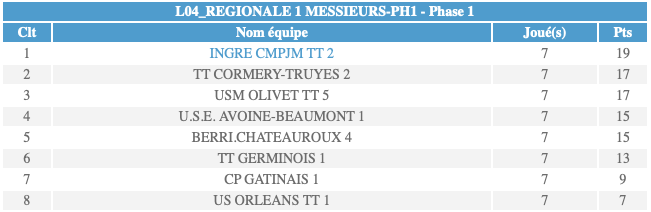 L04_REGIONALE 1 MESSIEURS-PH1 - Phase 1
Clt Nom équipe Joué(s) Pts
1 INGRE CMPJM TT 2 7 19
2 TT CORMERY-TRUYES 2 7 17
3 USM OLIVET TT 5 7 17
4 U.S.E. AVOINE-BEAUMONT 1 7 15
5 BERRI.CHATEAUROUX 4 7 15
6 TT GERMINOIS 1 7 13
7 CP GATINAIS 1 7 9
8 US ORLEANS TT 1 7 7